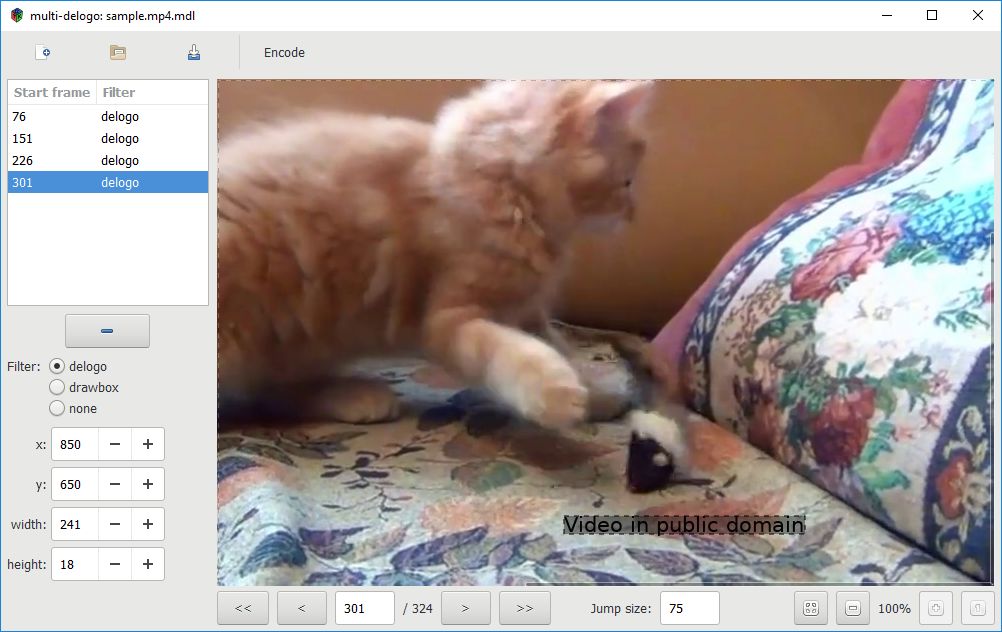 multi-delogo: sample.mp4.mdl
Encode
Start frame Filter
76 delogo
151 delogo
226 delogo
301 delogo
Filter: delogo
drawbox
none
x: 850
y: 650
width: 241
height: 18
Video in public domain
<< < 301 / 324 > >> Jump size: 75 100%